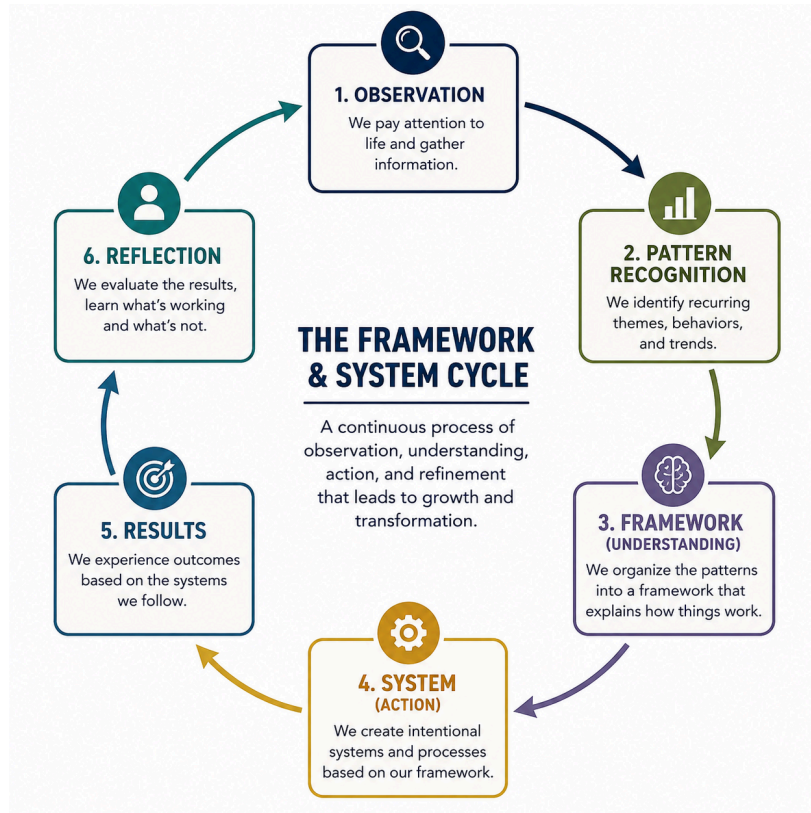 1. OBSERVATION
We pay attention to
life and gather
information.
2. PATTERN
RECOGNITION
We identify recurring
themes, behaviors,
and trends.
3. FRAMEWORK
(UNDERSTANDING)
We organize the patterns
into a framework that
explains how things work.
4. SYSTEM
(ACTION)
We create intentional
systems and processes
based on our framework.
5. RESULTS
We experience outcomes
based on the systems
we follow.
6. REFLECTION
We evaluate the results,
learn what's working
and what's not.
THE FRAMEWORK
& SYSTEM CYCLE
A continuous process of
observation, understanding,
action, and refinement
that leads to growth and
transformation.